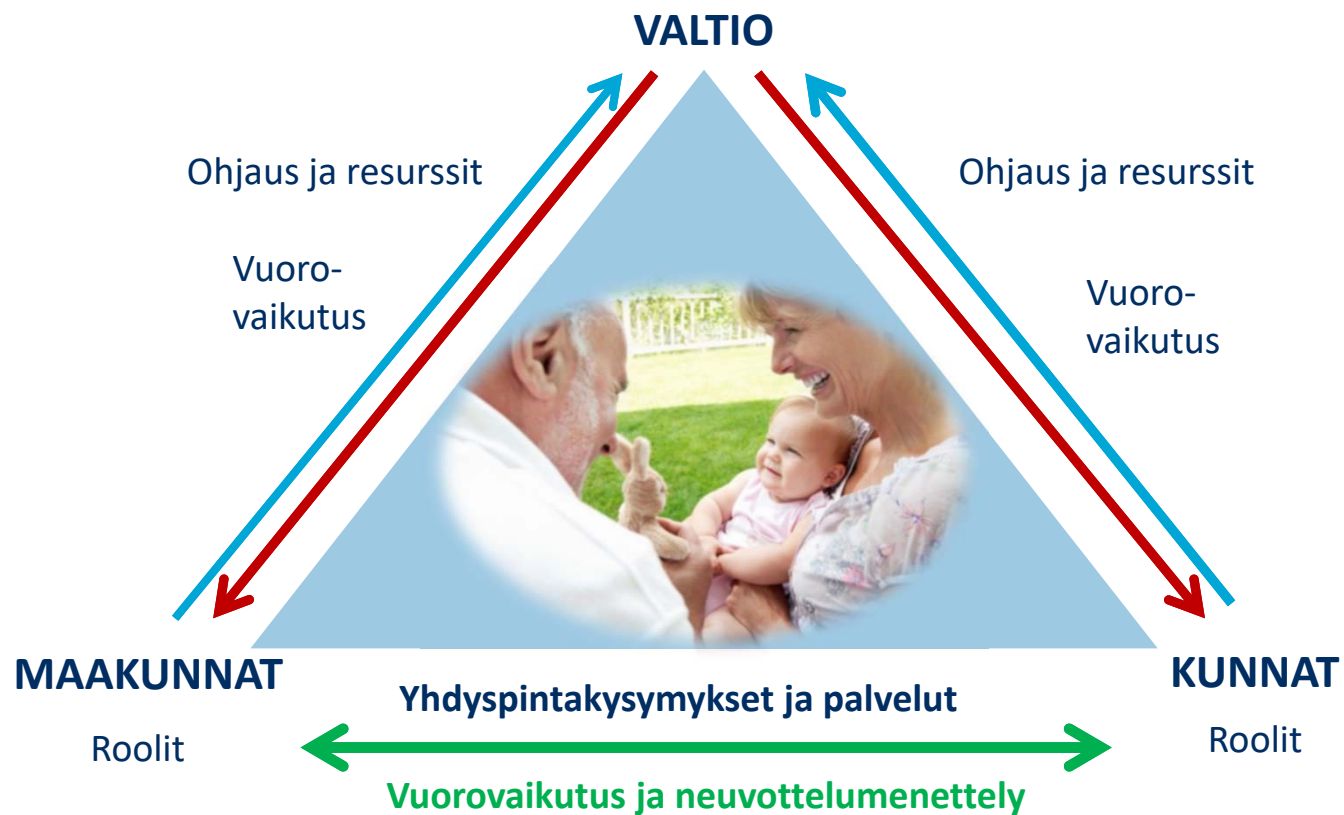 VALTIO
Ohjaus ja resurssit
Vuoro-
vaikutus
Ohjaus ja resurssit
Vuoro-
vaikutus
MAAKUNNAT
Roolit
Yhdyspintakysymykset ja palvelut
Vuorovaikutus ja neuvottelumenettely
KUNNAT
Roolit